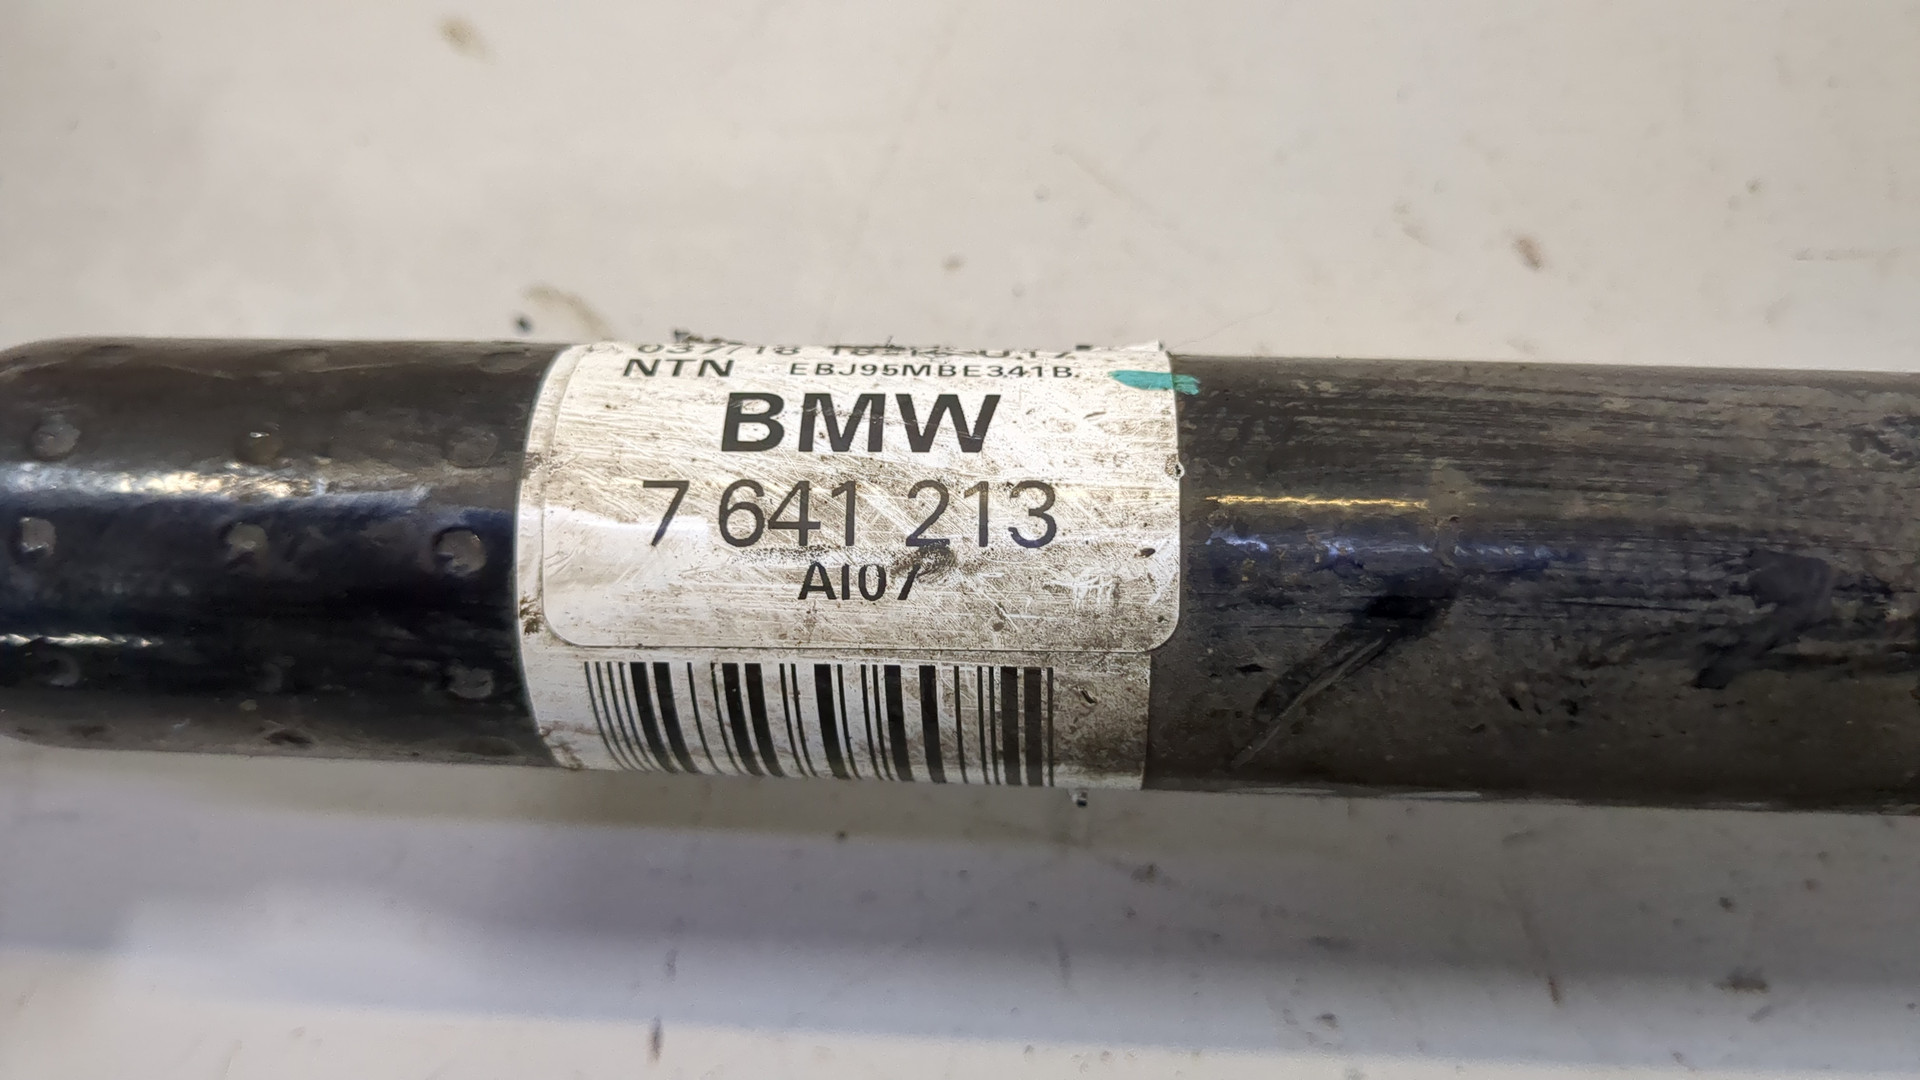 NTN EBJ95MBE341B
BMW
7 641 213
AI07